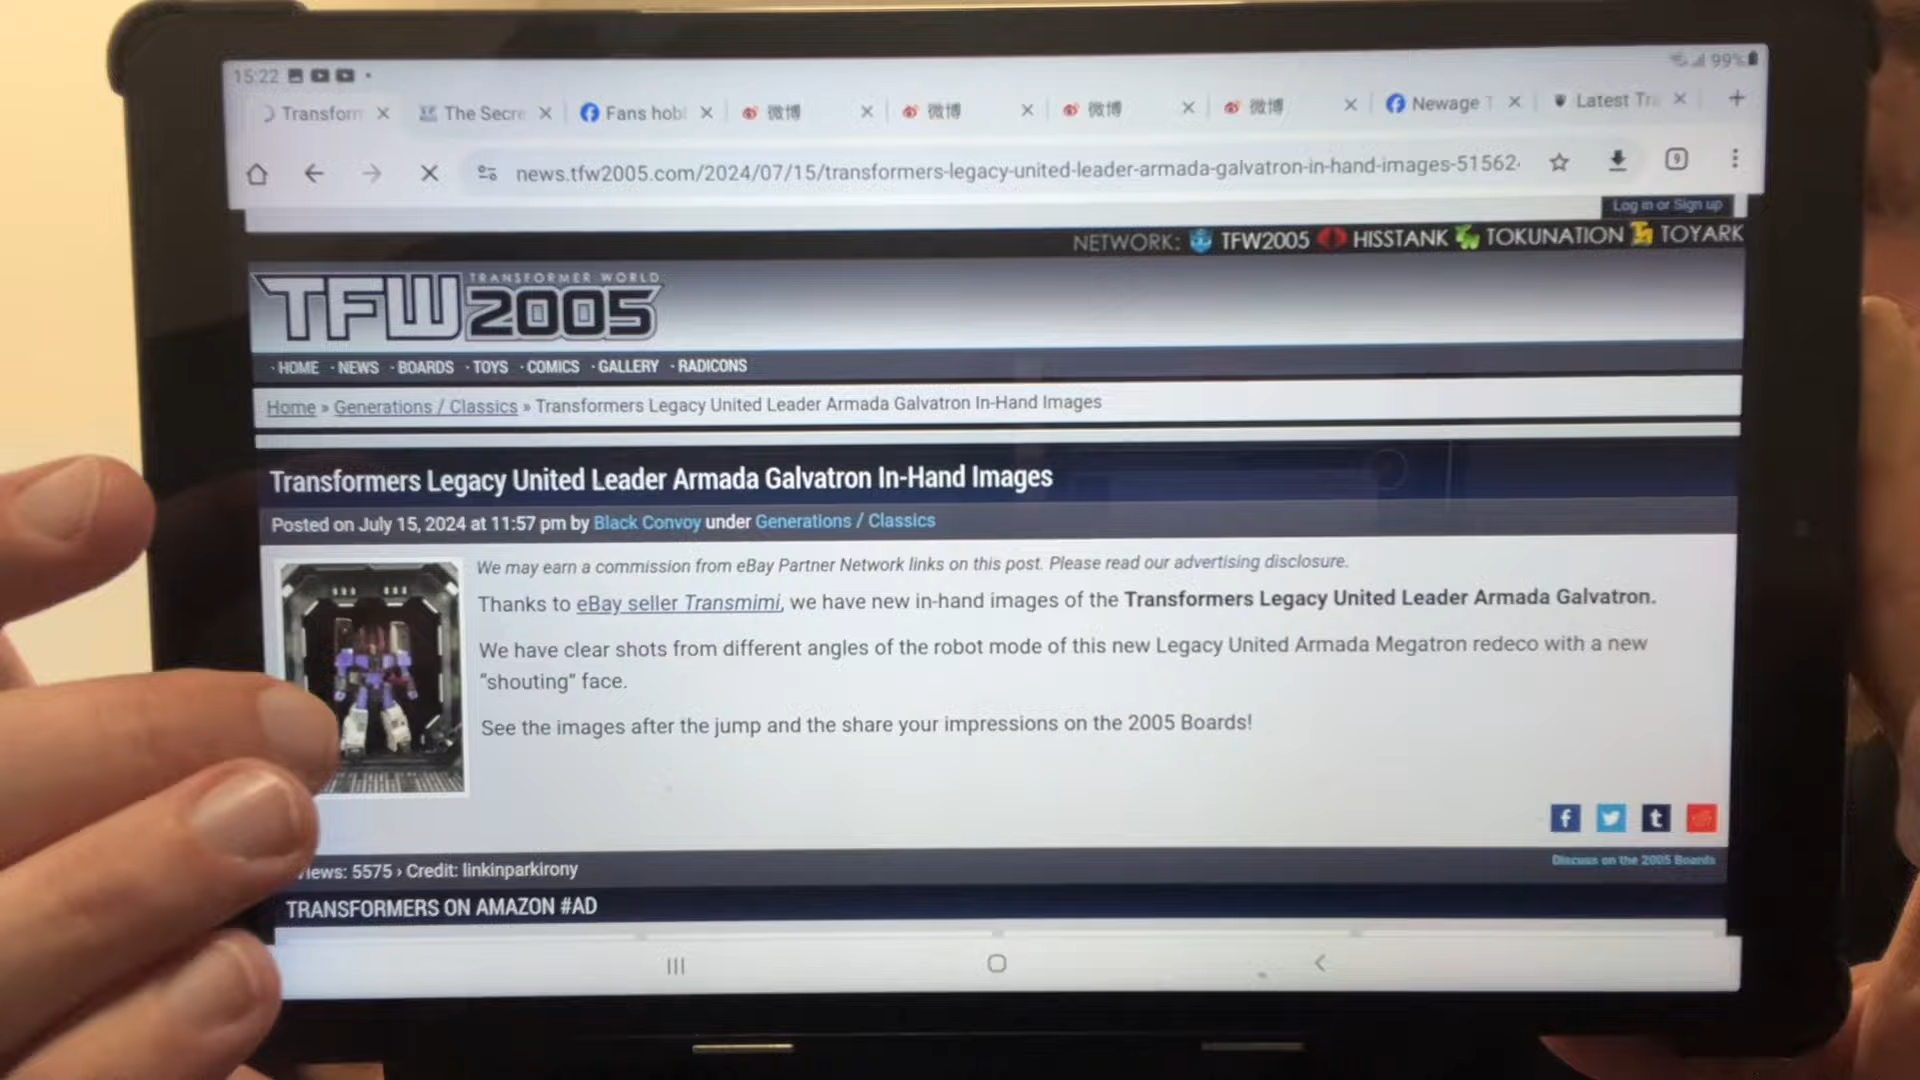 15:22
99%
Transform
The Secre
Fans hob
微博
微博
微博
微博
Newage T
Latest Tra
news.tfw2005.com/2024/07/15/transformers-legacy-united-leader-armada-galvatron-in-hand-images-51562
9
Log in or Sign up
NETWORK: TFW2005 HISSTANK TOKUNATION TOYARK
TRANSFORMER WORLD
TFW2005
· HOME · NEWS · BOARDS · TOYS · COMICS · GALLERY · RADICONS
Home » Generations / Classics » Transformers Legacy United Leader Armada Galvatron In-Hand Images
Transformers Legacy United Leader Armada Galvatron In-Hand Images
Posted on July 15, 2024 at 11:57 pm by Black Convoy under Generations / Classics
We may earn a commission from eBay Partner Network links on this post. Please read our advertising disclosure.
Thanks to eBay seller Transmimi, we have new in-hand images of the Transformers Legacy United Leader Armada Galvatron.
We have clear shots from different angles of the robot mode of this new Legacy United Armada Megatron redeco with a new
“shouting” face.
See the images after the jump and the share your impressions on the 2005 Boards!
Discuss on the 2005 Boards
iews: 5575 › Credit: linkinparkirony
TRANSFORMERS ON AMAZON #AD